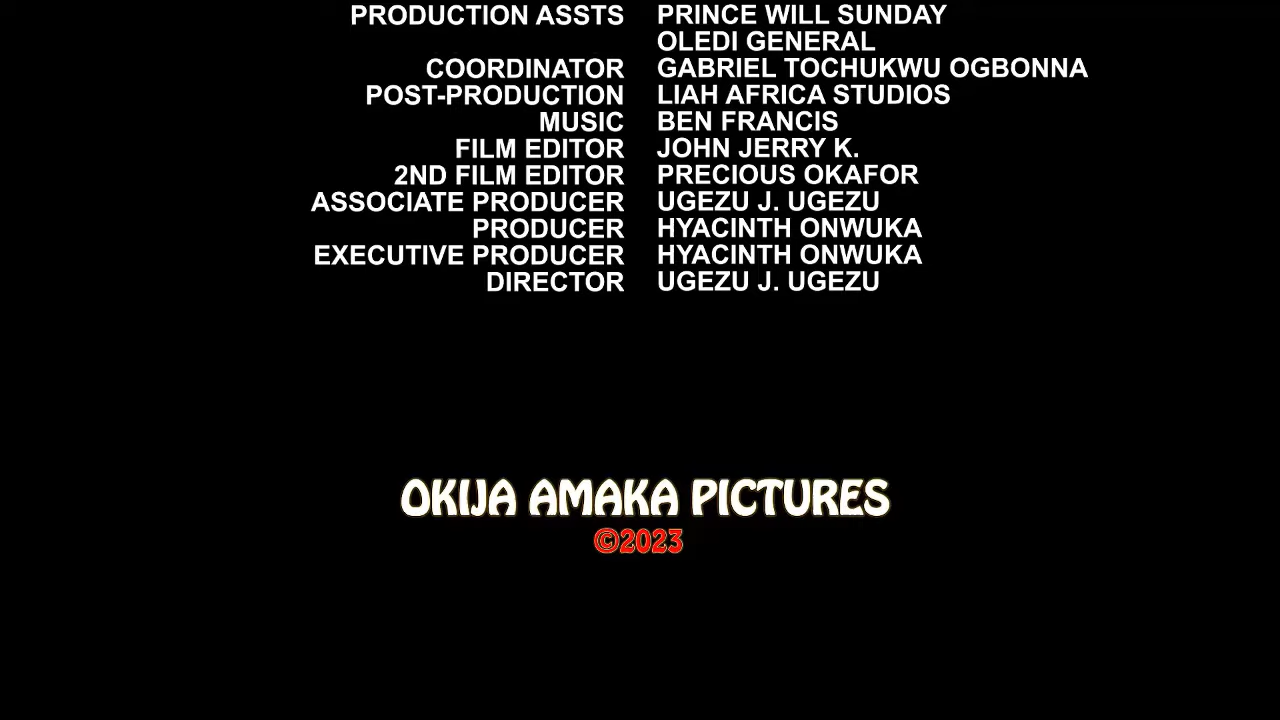 PRODUCTION ASSTS PRINCE WILL SUNDAY
OLEDI GENERAL
COORDINATOR GABRIEL TOCHUKWU OGBONNA
POST-PRODUCTION LIAH AFRICA STUDIOS
MUSIC BEN FRANCIS
FILM EDITOR JOHN JERRY K.
2ND FILM EDITOR PRECIOUS OKAFOR
ASSOCIATE PRODUCER UGEZU J. UGEZU
PRODUCER HYACINTH ONWUKA
EXECUTIVE PRODUCER HYACINTH ONWUKA
DIRECTOR UGEZU J. UGEZU
OKIJA AMAKA PICTURES
©2023